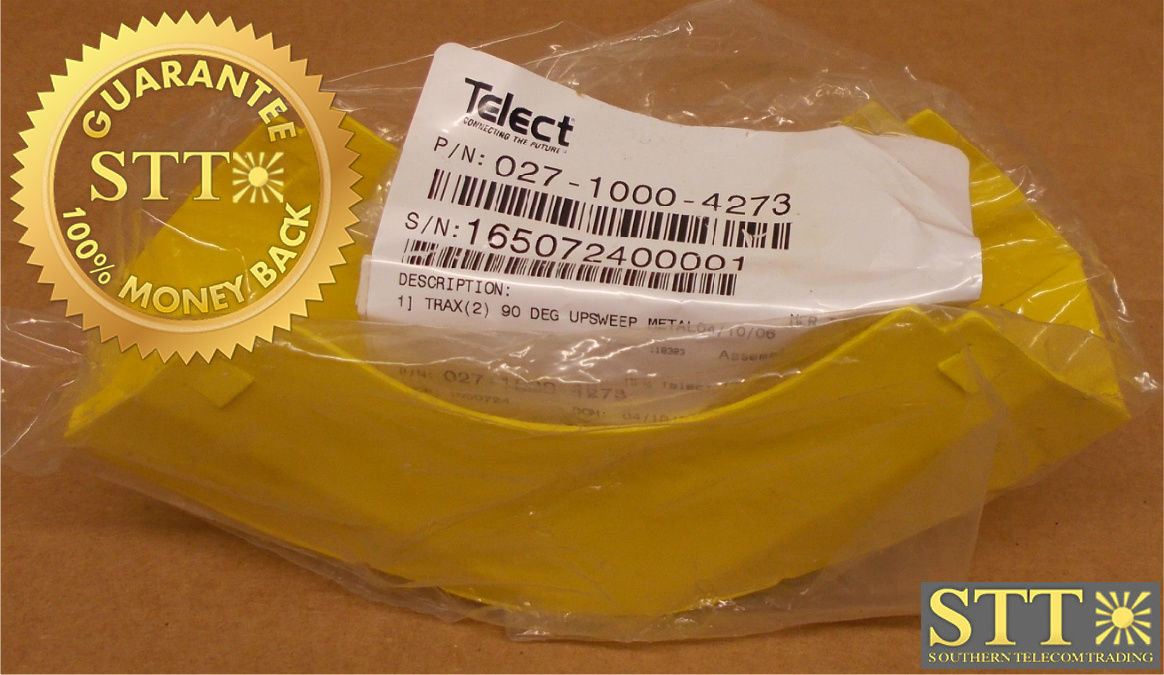 GUARANTEE
STT
100% MONEY BACK
Telect
CONNECTING THE FUTURE
P/N: 027-1000-4273
S/N: 165072400001
DESCRIPTION:
1] TRAX(2) 90 DEG UPSWEEP METAL04/10/06
STT
SOUTHERN TELECOM TRADING